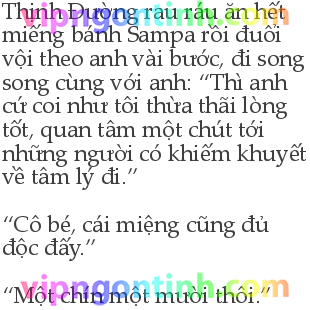 Thịnh Đường rau ráu ăn hết
miếng bánh Sampa rồi đuổi
vội theo anh vài bước, đi song
song cùng với anh: “Thì anh
cứ coi như tôi thừa thãi lòng
tốt, quan tâm một chút tới
những người có khiếm khuyết
về tâm lý đi.”
“Cô bé, cái miệng cũng đủ
độc đấy.”
“Một chín một mười thôi.”
vipngontinh.com
vipngontinh.com